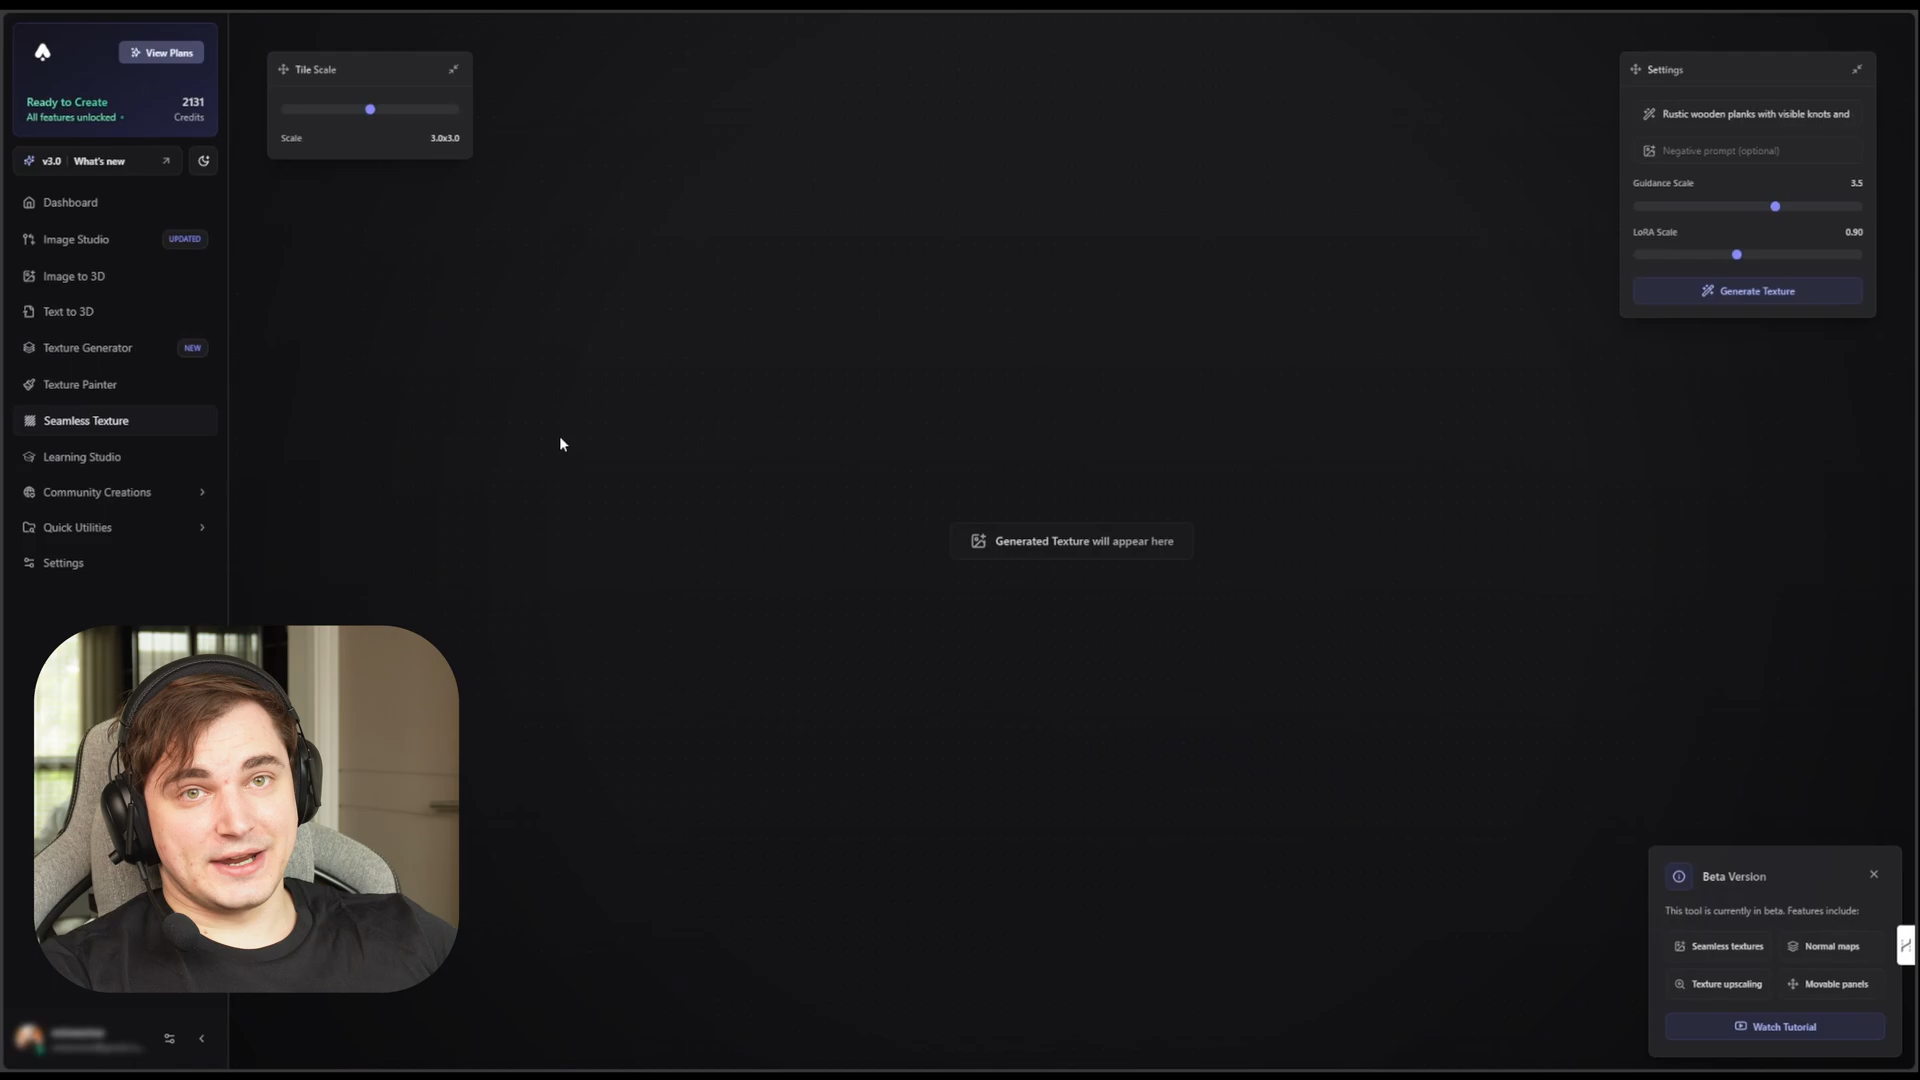 View Plans
Ready to Create
2131
All features unlocked
Credits
v3.0
What's new
Dashboard
Image Studio
UPDATED
Image to 3D
Text to 3D
Texture Generator
NEW
Texture Painter
Seamless Texture
Learning Studio
Community Creations
Quick Utilities
Settings
Tile Scale
Scale
3.0x3.0
Generated Texture will appear here
Settings
Rustic wooden planks with visible knots and
Negative prompt (optional)
Guidance Scale
3.5
LoRA Scale
0.90
Generate Texture
Beta Version
This tool is currently in beta. Features include:
Seamless textures
Normal maps
Texture upscaling
Movable panels
Watch Tutorial